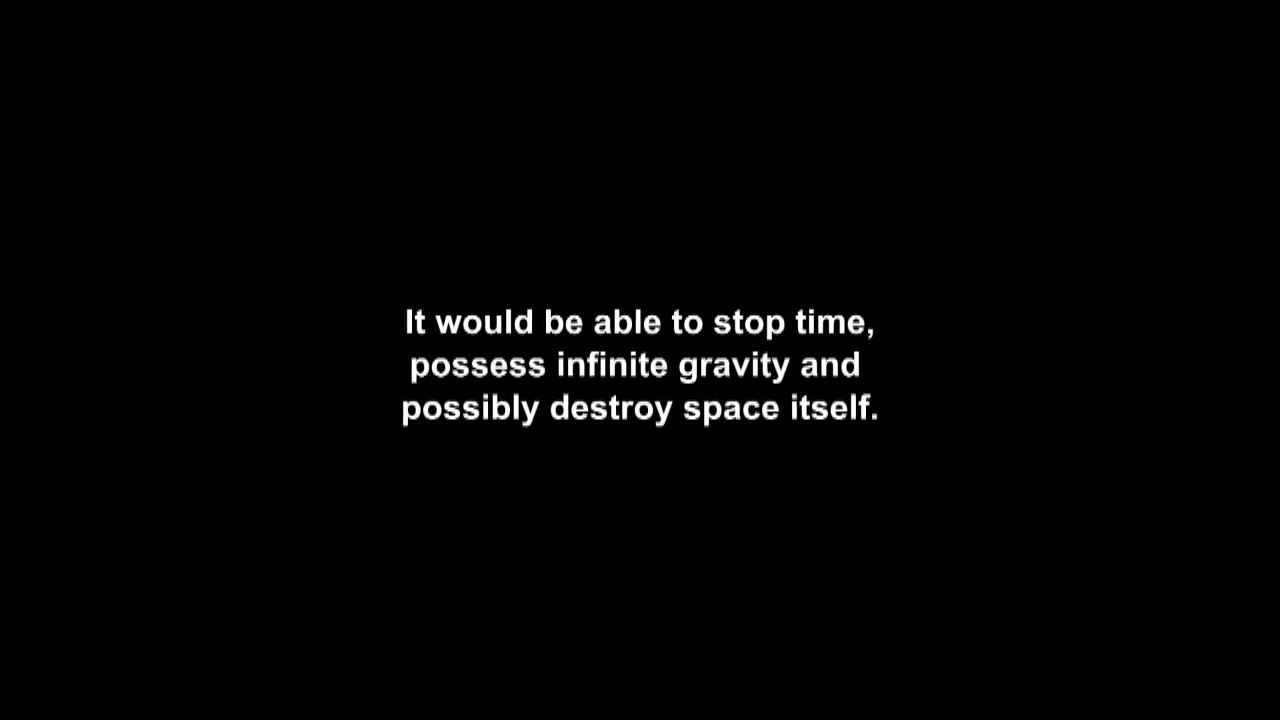 It would be able to stop time,
possess infinite gravity and
possibly destroy space itself.